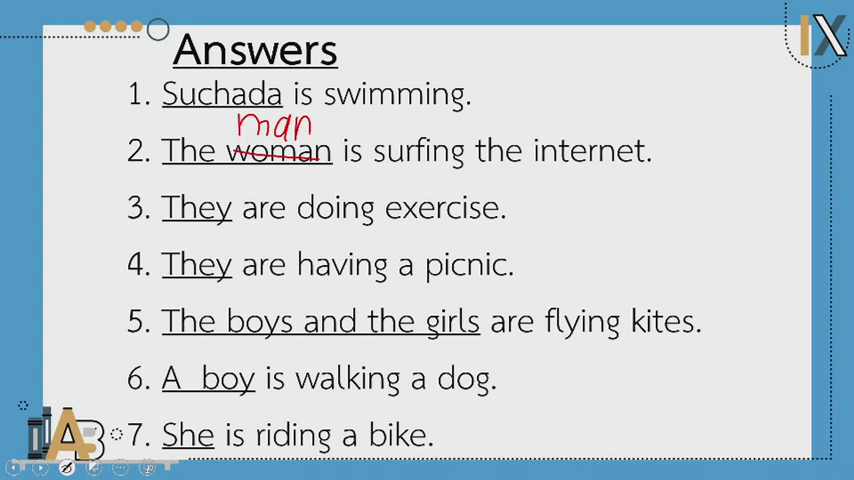 IX
Answers
1. Suchada is swimming.
man
2. The woman is surfing the internet.
3. They are doing exercise.
4. They are having a picnic.
5. The boys and the girls are flying kites.
6. A boy is walking a dog.
7. She is riding a bike.
AB